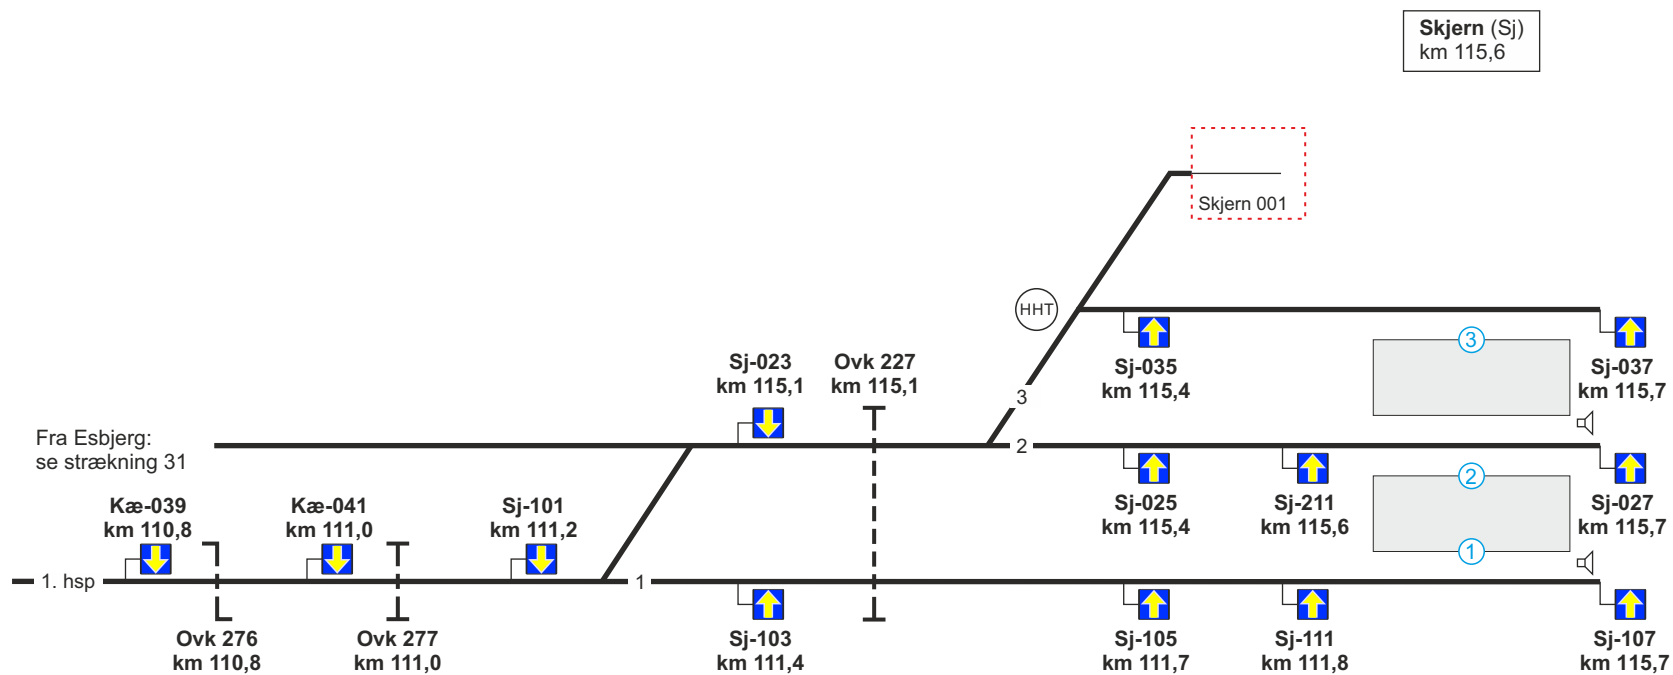 Skjern (Sj)
km 115,6
Skjern 001
HHT
3
Sj-023
km 115,1
Ovk 227
km 115,1
Sj-035
km 115,4
Sj-037
km 115,7
3
Fra Esbjerg:
se strækning 31
2
2
Kæ-039
km 110,8
Kæ-041
km 111,0
Sj-101
km 111,2
Sj-025
km 115,4
Sj-211
km 115,6
Sj-027
km 115,7
1
1. hsp
1
Ovk 276
km 110,8
Ovk 277
km 111,0
Sj-103
km 111,4
Sj-105
km 111,7
Sj-111
km 111,8
Sj-107
km 115,7